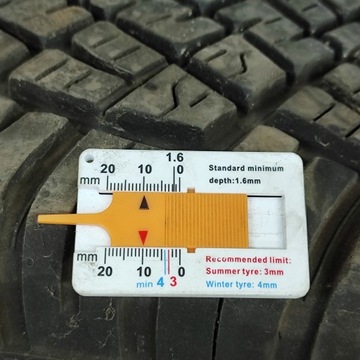 1.6
20 10 0
mm
Standard minimum
depth:1.6mm
mm
20 10 0
min 4 3
Recommended limit:
Summer tyre: 3mm
Winter tyre: 4mm